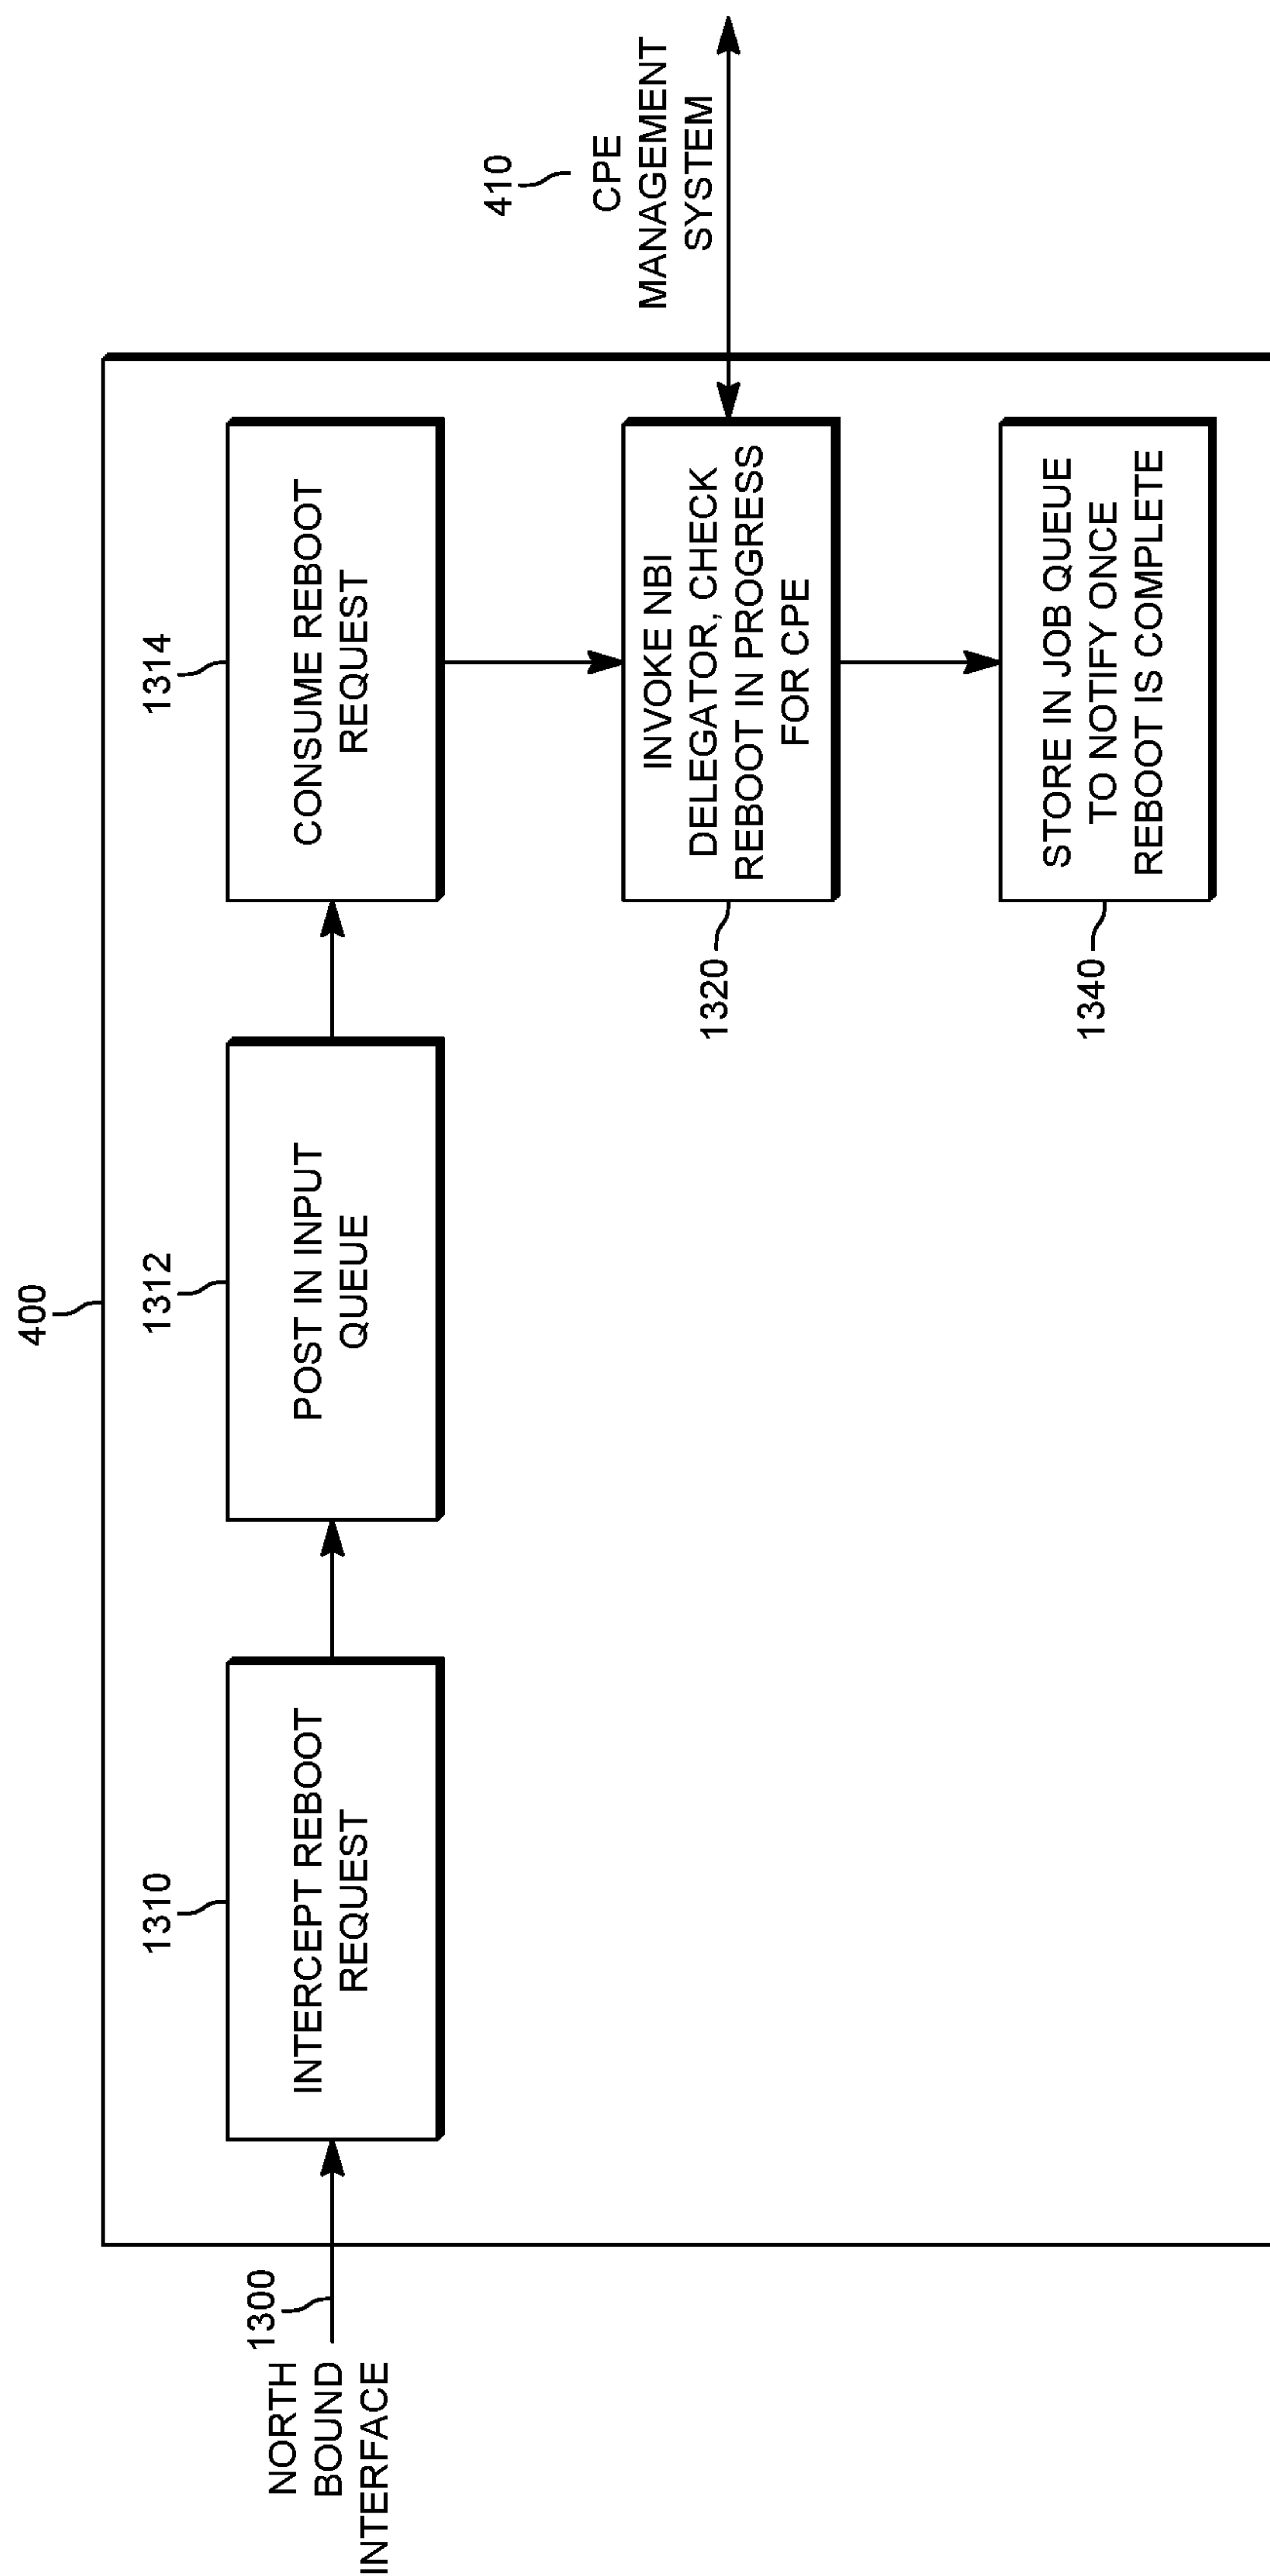 400
NORTH
BOUND
INTERFACE
1300
1310
INTERCEPT REBOOT
REQUEST
1312
POST IN INPUT
QUEUE
1314
CONSUME REBOOT
REQUEST
1320
INVOKE NBI
DELEGATOR, CHECK
REBOOT IN PROGRESS
FOR CPE
410
CPE
MANAGEMENT
SYSTEM
1340
STORE IN JOB QUEUE
TO NOTIFY ONCE
REBOOT IS COMPLETE